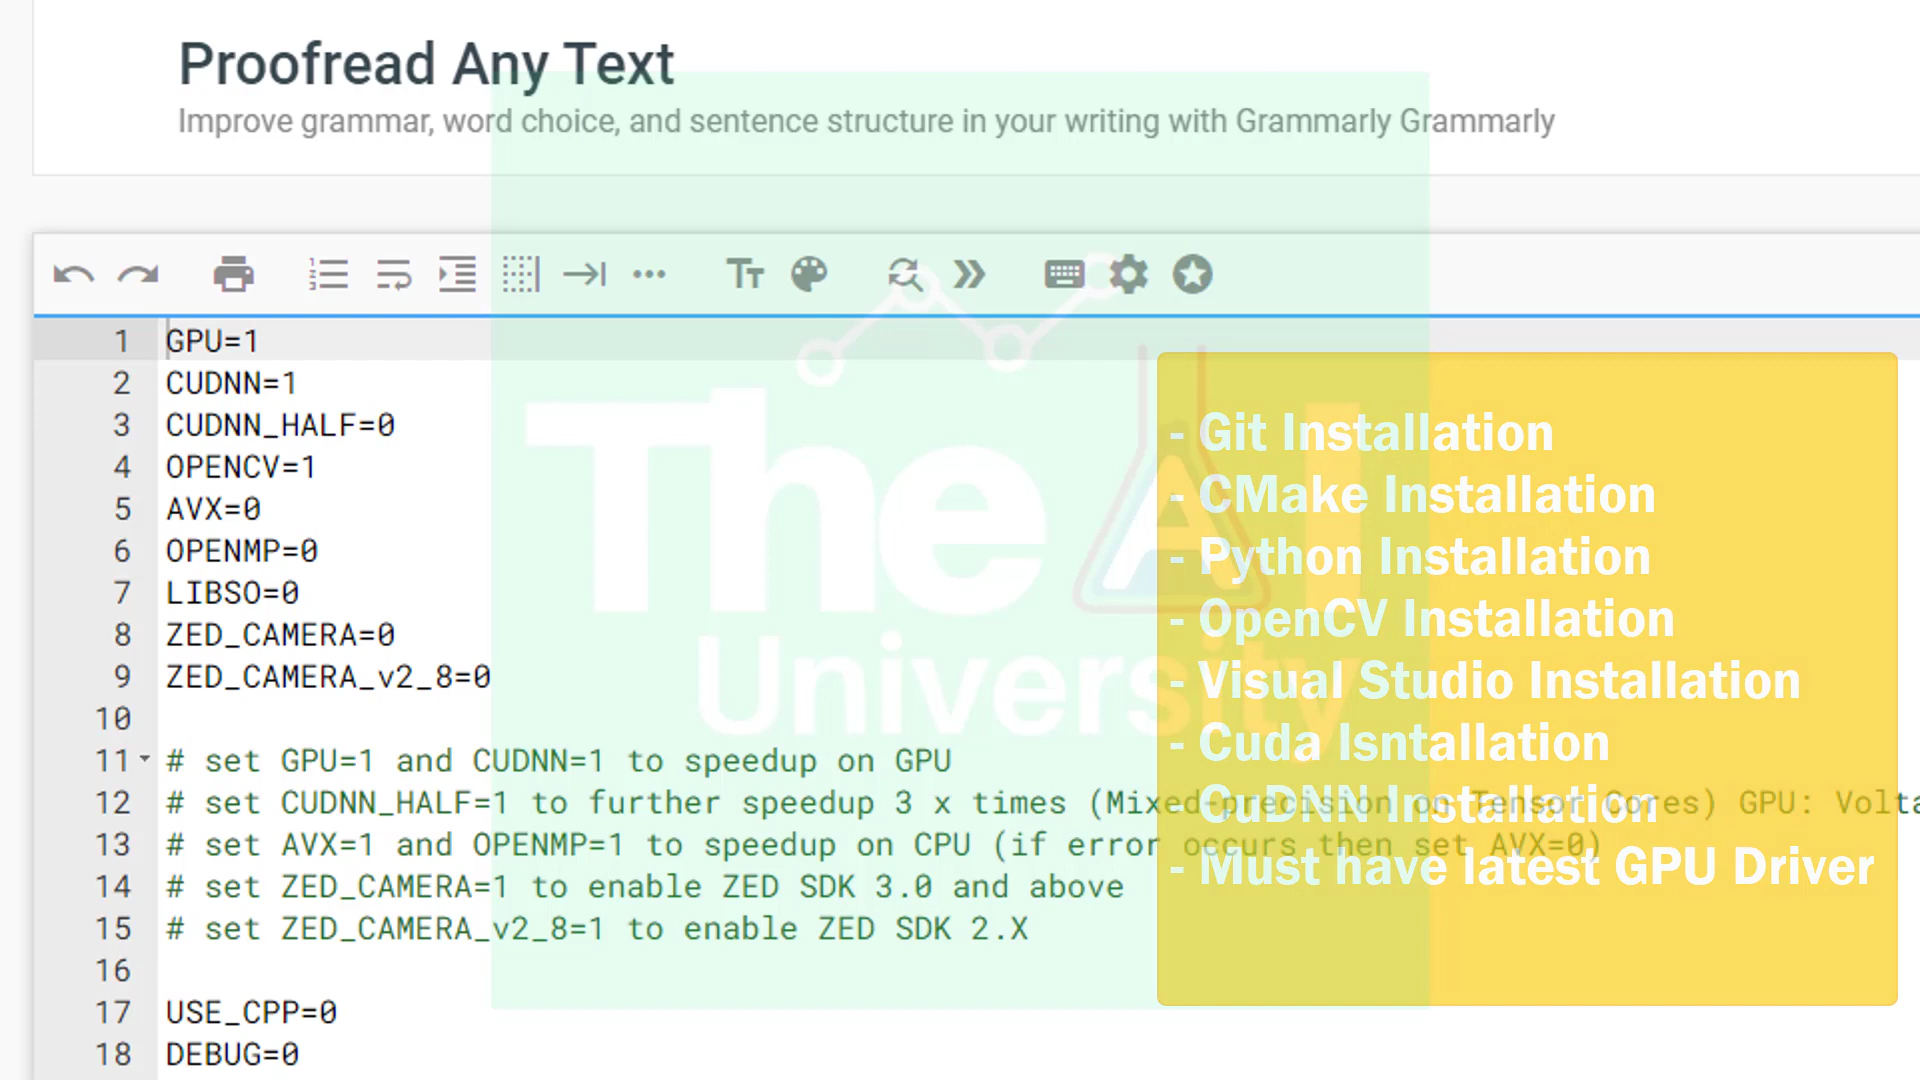 Proofread Any Text
Improve grammar, word choice, and sentence structure in your writing with Grammarly Grammarly
1 GPU=1
2 CUDNN=1
3 CUDNN_HALF=0
4 OPENCV=1
5 AVX=0
6 OPENMP=0
7 LIBSO=0
8 ZED_CAMERA=0
9 ZED_CAMERA_v2_8=0
10
11 # set GPU=1 and CUDNN=1 to speedup on GPU
12 # set CUDNN_HALF=1 to further speedup 3 x times (Mixed-precision on Tensor Cores) GPU: Volta
13 # set AVX=1 and OPENMP=1 to speedup on CPU (if error occurs then set AVX=0)
14 # set ZED_CAMERA=1 to enable ZED SDK 3.0 and above
15 # set ZED_CAMERA_v2_8=1 to enable ZED SDK 2.X
16
17 USE_CPP=0
18 DEBUG=0
The AI
University
- Git Installation
- CMake Installation
- Python Installation
- OpenCV Installation
- Visual Studio Installation
- Cuda Isntallation
- CuDNN Installation
- Must have latest GPU Driver